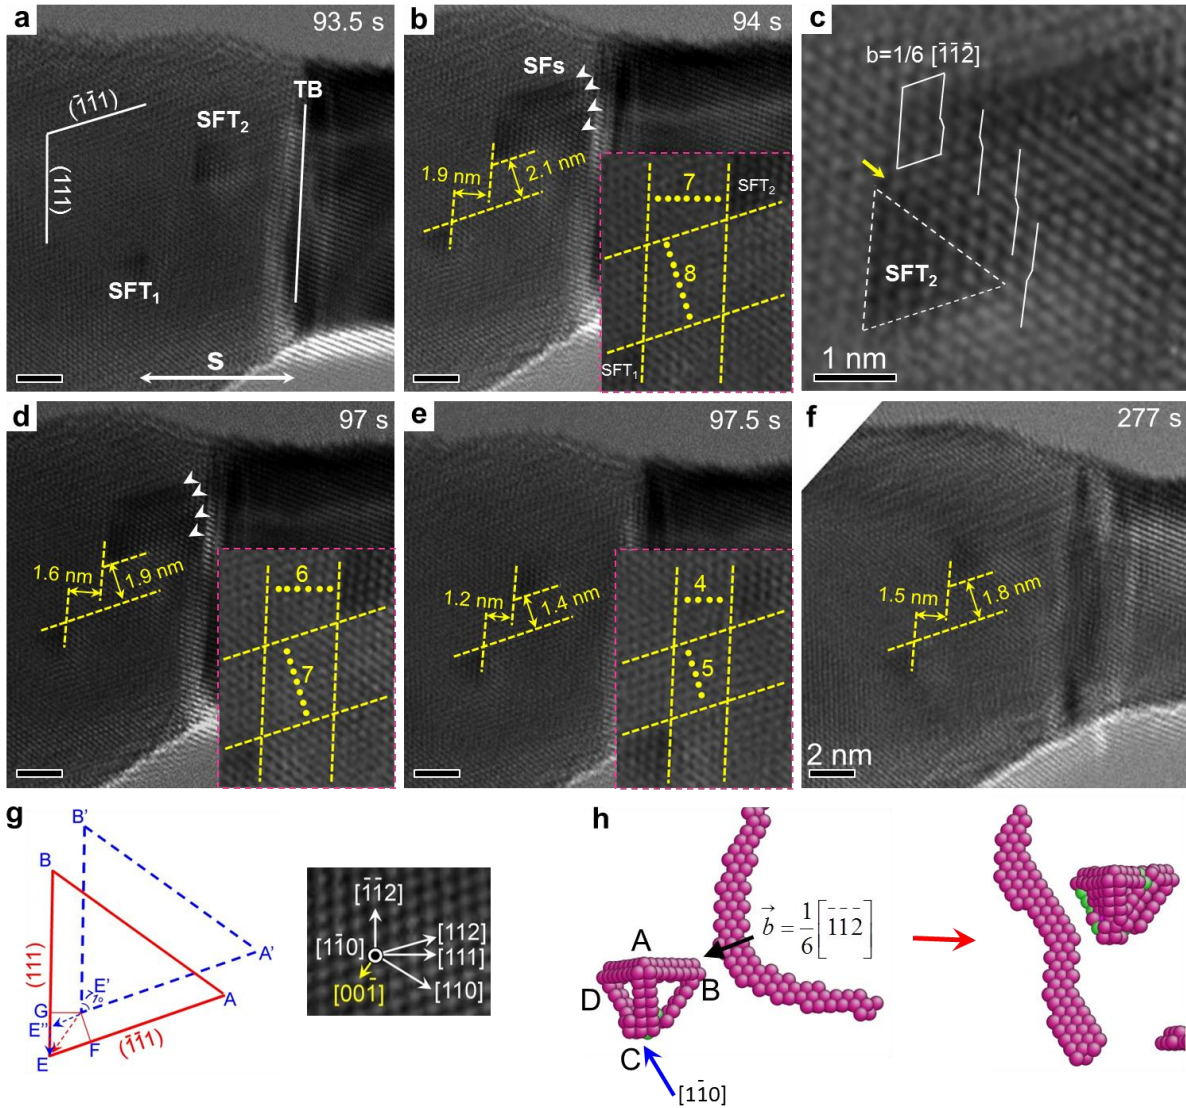 a
93.5 s
(1̄1̄1)
(111)
SFT₂
TB
SFT₁
S
b
94 s
SFs
1.9 nm
2.1 nm
7
SFT₂
8
SFT₁
c
b=1/6 [1̄1̄2̄]
SFT₂
1 nm
d
97 s
1.6 nm
1.9 nm
6
7
e
97.5 s
1.2 nm
1.4 nm
4
5
f
277 s
1.5 nm
1.8 nm
2 nm
g
B'
B
A'
A
(111)
E'
71°
G
E''
F
E
(1̄1̄1)
[1̄1̄2]
[11̄0]
[112]
[111]
[110]
[001̄]
h
b⃗ = 1/6 [1̄1̄2̄]
A
D
B
C
[11̄0]